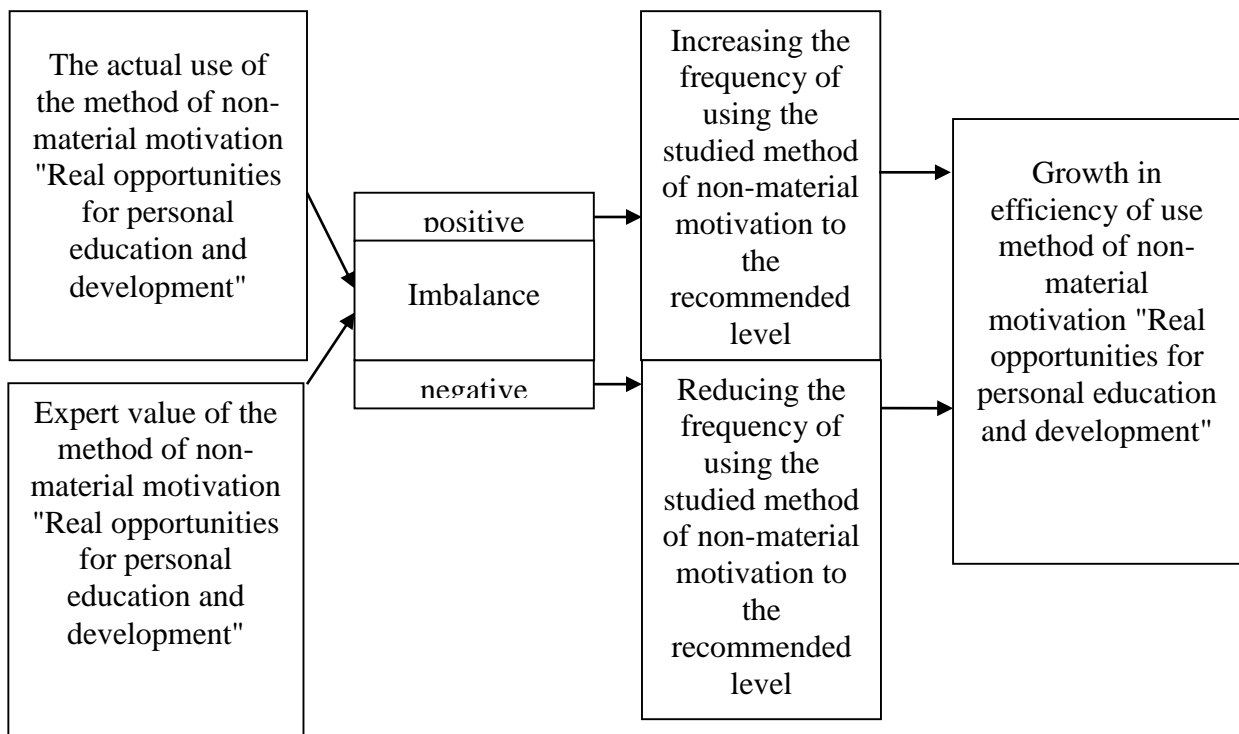 The actual use of
the method of non-
material motivation
"Real opportunities
for personal
education and
development"
Expert value of the
method of non-
material motivation
"Real opportunities
for personal
education and
development"
positive
Imbalance
negative
Increasing the
frequency of
using the
studied method
of non-material
motivation to
the
recommended
level
Reducing the
frequency of
using the
studied method
of non-material
motivation to
the
recommended
level
Growth in
efficiency of use
method of non-
material
motivation "Real
opportunities for
personal education
and development"